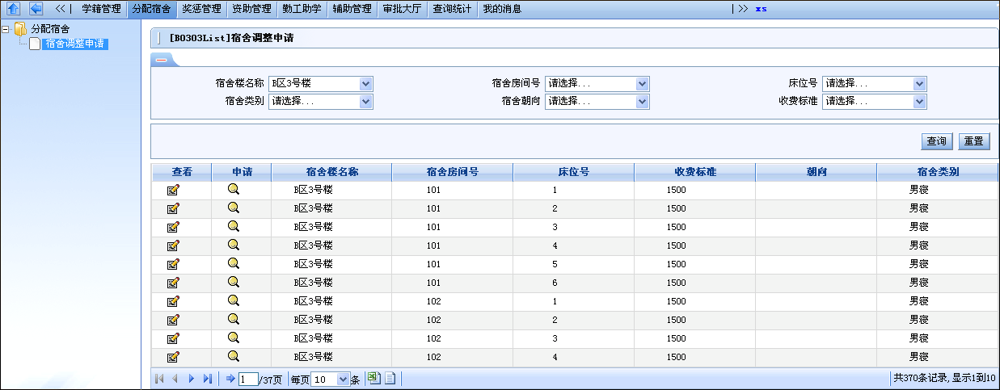 << 学籍管理 分配宿舍 奖惩管理 资助管理 勤工助学 辅助管理 审批大厅 查询统计 我的消息 >> xs
分配宿舍
宿舍调整申请
[B0303List]宿舍调整申请
宿舍楼名称 B区3号楼 宿舍房间号 请选择... 床位号 请选择...
宿舍类别 请选择... 宿舍朝向 请选择... 收费标准 请选择...
查询 重置
查看 申请 宿舍楼名称 宿舍房间号 床位号 收费标准 朝向 宿舍类别
B区3号楼 101 1 1500 男寝
B区3号楼 101 2 1500 男寝
B区3号楼 101 3 1500 男寝
B区3号楼 101 4 1500 男寝
B区3号楼 101 5 1500 男寝
B区3号楼 101 6 1500 男寝
B区3号楼 102 1 1500 男寝
B区3号楼 102 2 1500 男寝
B区3号楼 102 3 1500 男寝
B区3号楼 102 4 1500 男寝
1 /37页 每页 10 条 共370条记录,显示1到10